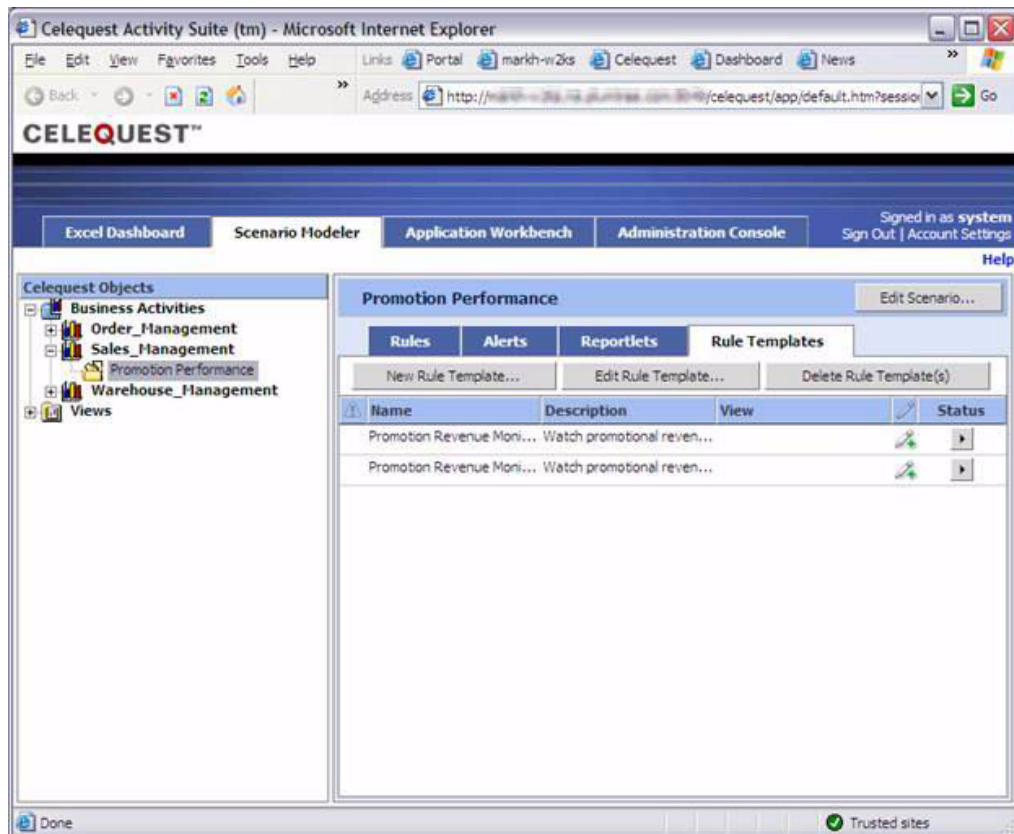 Celequest Activity Suite (tm) - Microsoft Internet Explorer
File Edit View Favorites Tools Help Links Portal markh-w2ks Celequest Dashboard News »
Back » Address http:// /celequest/app/default.htm?session Go
CELEQUEST™
Signed in as system
Excel Dashboard Scenario Modeler Application Workbench Administration Console Sign Out | Account Settings
Help
Celequest Objects
Business Activities
Order_Management
Sales_Management
Promotion Performance
Warehouse_Management
Views
Promotion Performance Edit Scenario...
Rules Alerts Reportlets Rule Templates
New Rule Template... Edit Rule Template... Delete Rule Template(s)
Name Description View Status
Promotion Revenue Moni... Watch promotional reven...
Promotion Revenue Moni... Watch promotional reven...
Done Trusted sites